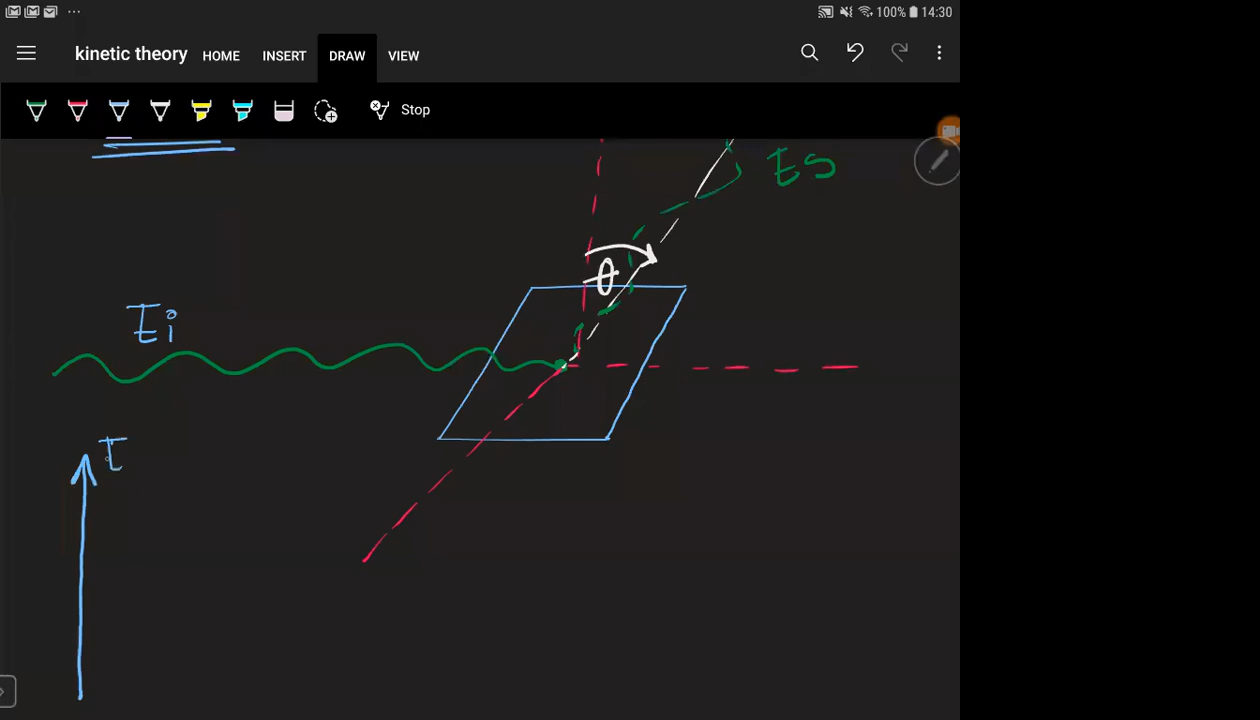 100% 14:30
kinetic theory HOME INSERT DRAW VIEW
Stop
Es
θ
Ei
I